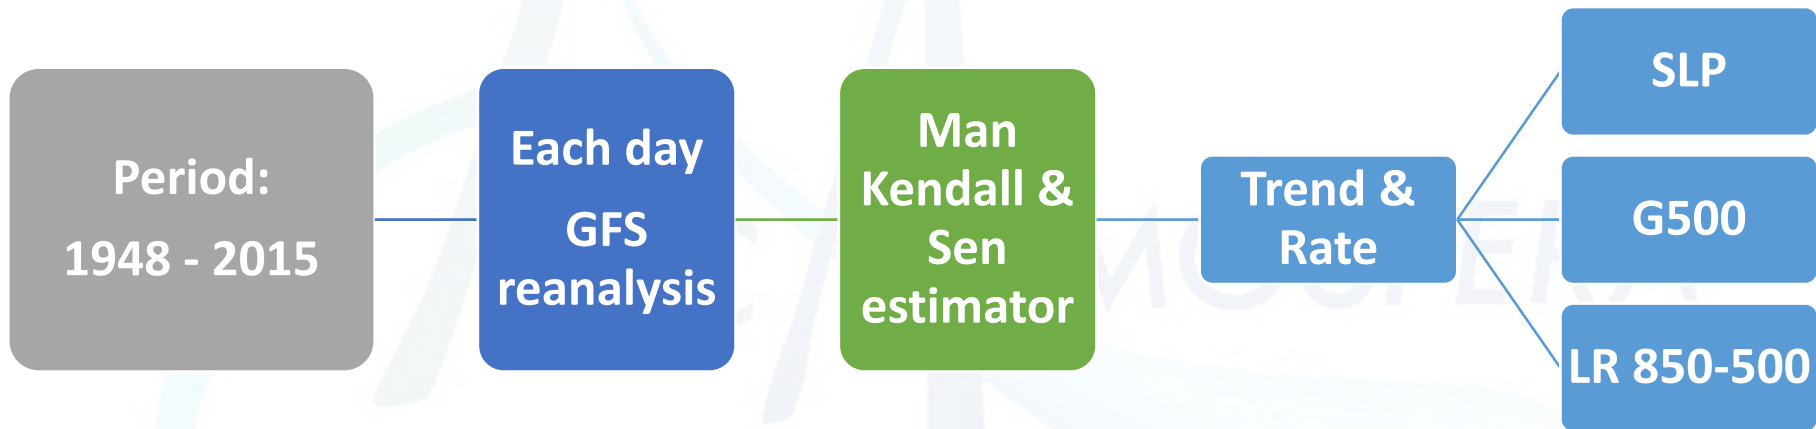 Period:
1948 - 2015
Each day
GFS
reanalysis
Man
Kendall &
Sen
estimator
Trend &
Rate
SLP
G500
LR 850-500